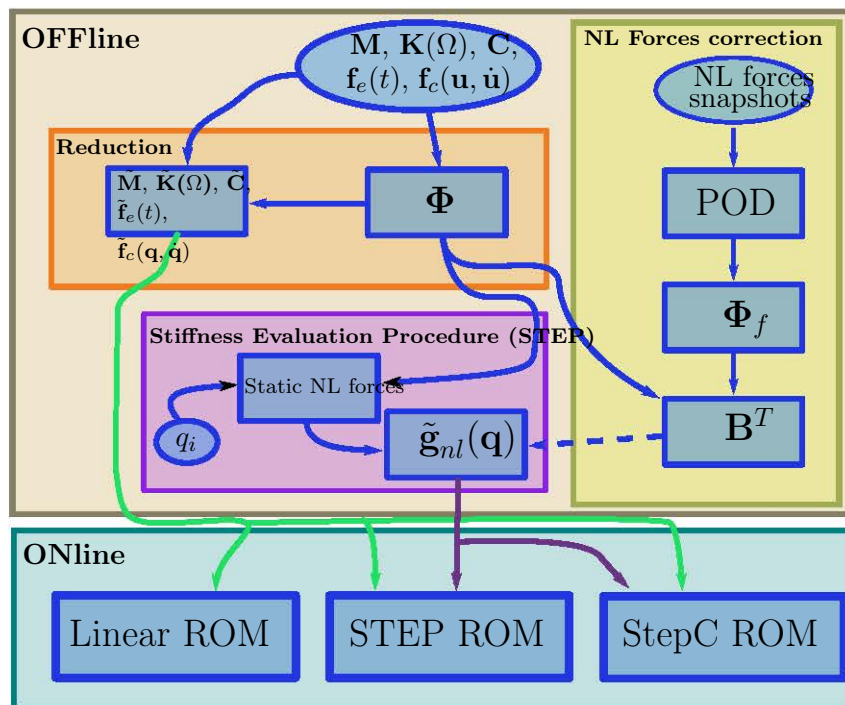 OFFline
M, K(Ω), C,
f_e(t), f_c(u, u̇)
NL Forces correction
NL forces
snapshots
Reduction
M̃, K̃(Ω), C̃,
f̃_e(t),
f̃_c(q, q̇)
Φ
POD
Φ_f
Stiffness Evaluation Procedure (STEP)
Static NL forces
q_i
g̃_nl(q)
B^T
ONline
Linear ROM
STEP ROM
StepC ROM